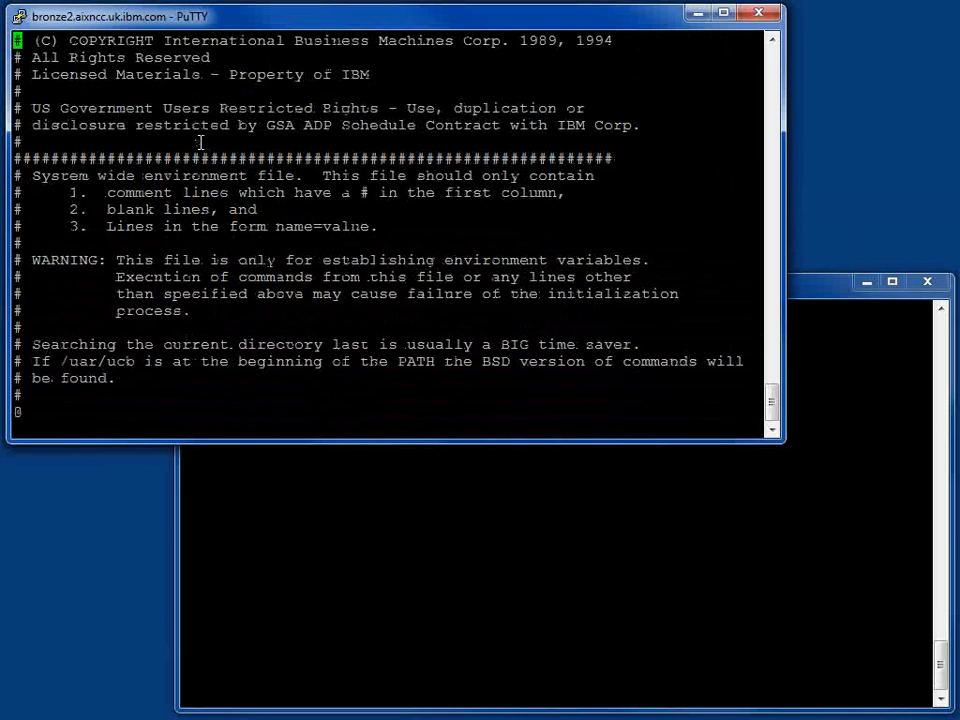 bronze2.aixncc.uk.ibm.com - PuTTY
# (C) COPYRIGHT International Business Machines Corp. 1989, 1994
# All Rights Reserved
# Licensed Materials - Property of IBM
#
# US Government Users Restricted Rights - Use, duplication or
# disclosure restricted by GSA ADP Schedule Contract with IBM Corp.
#
################################################################
# System wide environment file.  This file should only contain
#     1.  comment lines which have a # in the first column,
#     2.  blank lines, and
#     3.  Lines in the form name=value.
#
# WARNING: This file is only for establishing environment variables.
#          Execution of commands from this file or any lines other
#          than specified above may cause failure of the initialization
#          process.
#
# Searching the current directory last is usually a BIG time saver.
# If /usr/ucb is at the beginning of the PATH the BSD version of commands will
# be found.
#
@